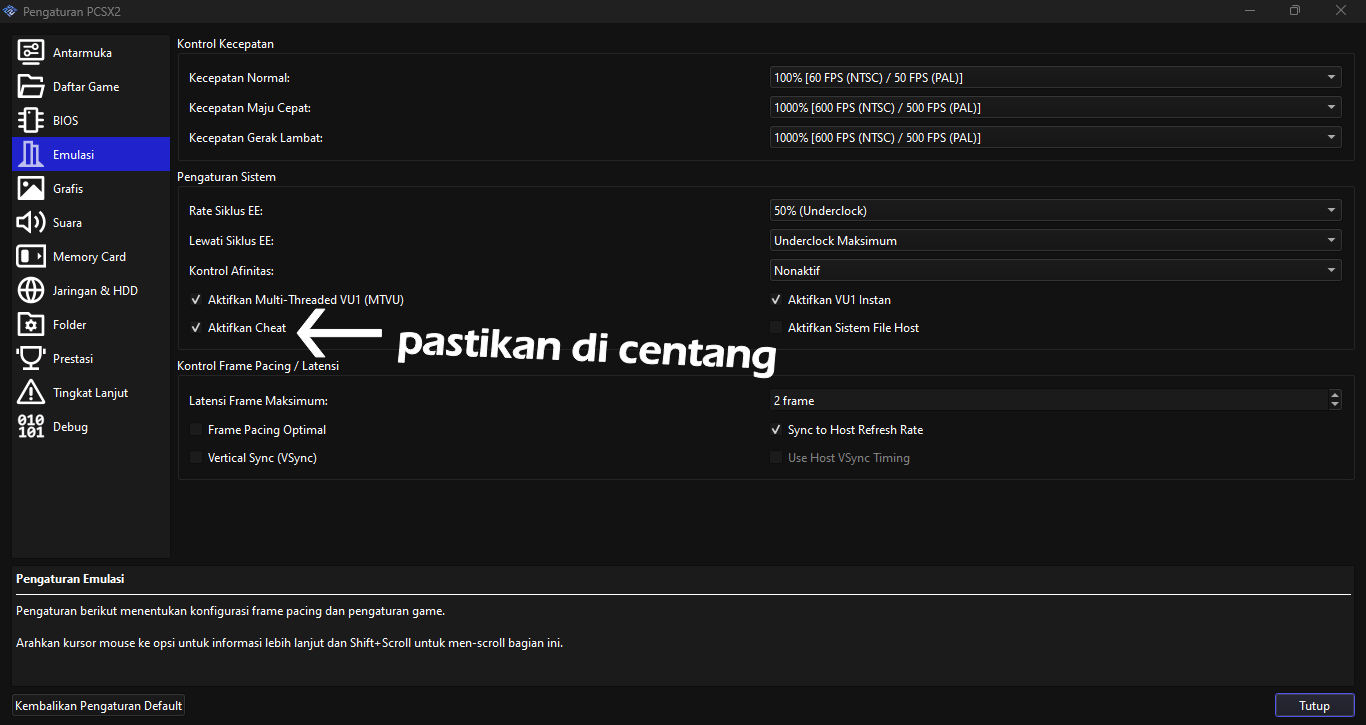 Pengaturan PCSX2
Antarmuka
Daftar Game
BIOS
Emulasi
Grafis
Suara
Memory Card
Jaringan & HDD
Folder
Prestasi
Tingkat Lanjut
010
101
Debug
Kontrol Kecepatan
Kecepatan Normal: 100% [60 FPS (NTSC) / 50 FPS (PAL)]
Kecepatan Maju Cepat: 1000% [600 FPS (NTSC) / 500 FPS (PAL)]
Kecepatan Gerak Lambat: 1000% [600 FPS (NTSC) / 500 FPS (PAL)]
Pengaturan Sistem
Rate Siklus EE: 50% (Underclock)
Lewati Siklus EE: Underclock Maksimum
Kontrol Afinitas: Nonaktif
Aktifkan Multi-Threaded VU1 (MTVU) Aktifkan VU1 Instan
Aktifkan Cheat Aktifkan Sistem File Host
pastikan di centang
Kontrol Frame Pacing / Latensi
Latensi Frame Maksimum: 2 frame
Frame Pacing Optimal Sync to Host Refresh Rate
Vertical Sync (VSync) Use Host VSync Timing
Pengaturan Emulasi
Pengaturan berikut menentukan konfigurasi frame pacing dan pengaturan game.
Arahkan kursor mouse ke opsi untuk informasi lebih lanjut dan Shift+Scroll untuk men-scroll bagian ini.
Kembalikan Pengaturan Default Tutup